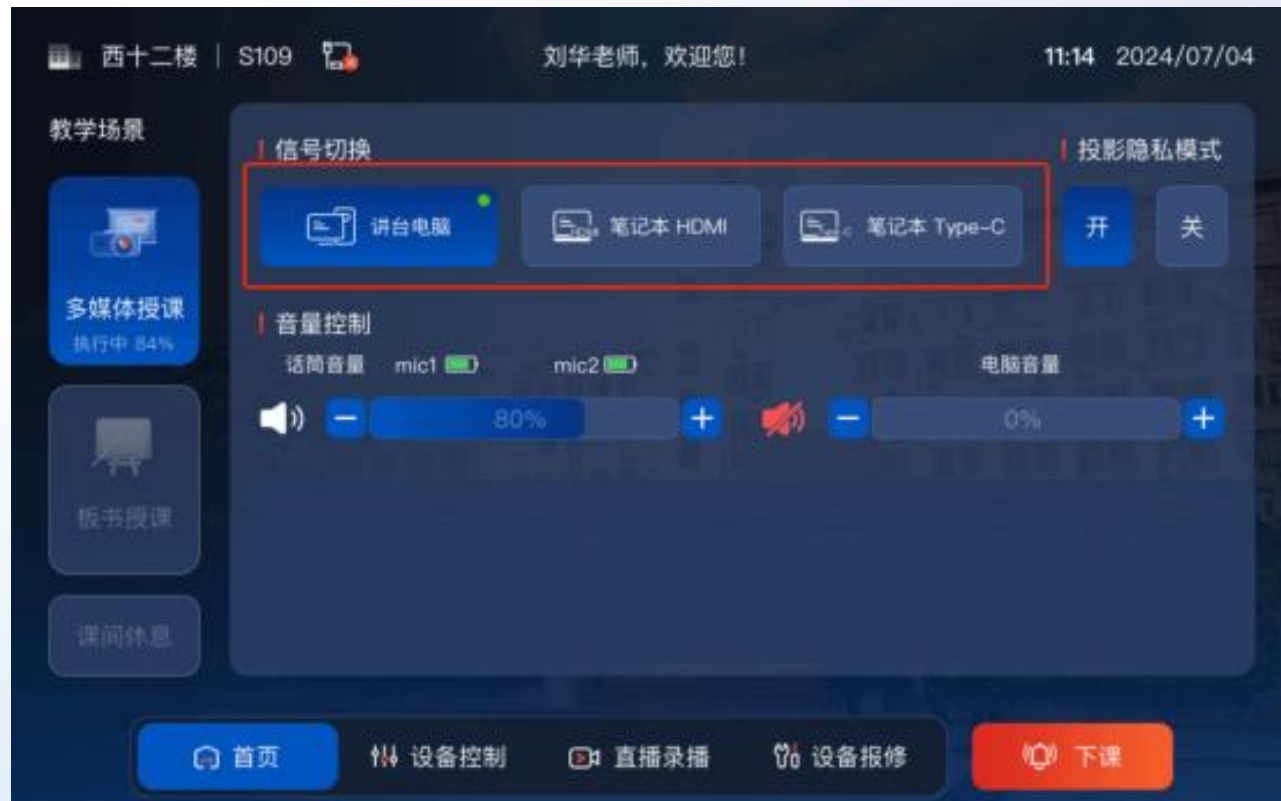 西十二楼 | S109
刘华老师，欢迎您！
11:14 2024/07/04
教学场景
信号切换
投影隐私模式
讲台电脑
笔记本 HDMI
笔记本 Type-C
开
关
多媒体授课
执行中 84%
音量控制
话筒音量 mic1 mic2
电脑音量
80%
0%
板书授课
课间休息
首页
设备控制
直播录播
设备报修
下课